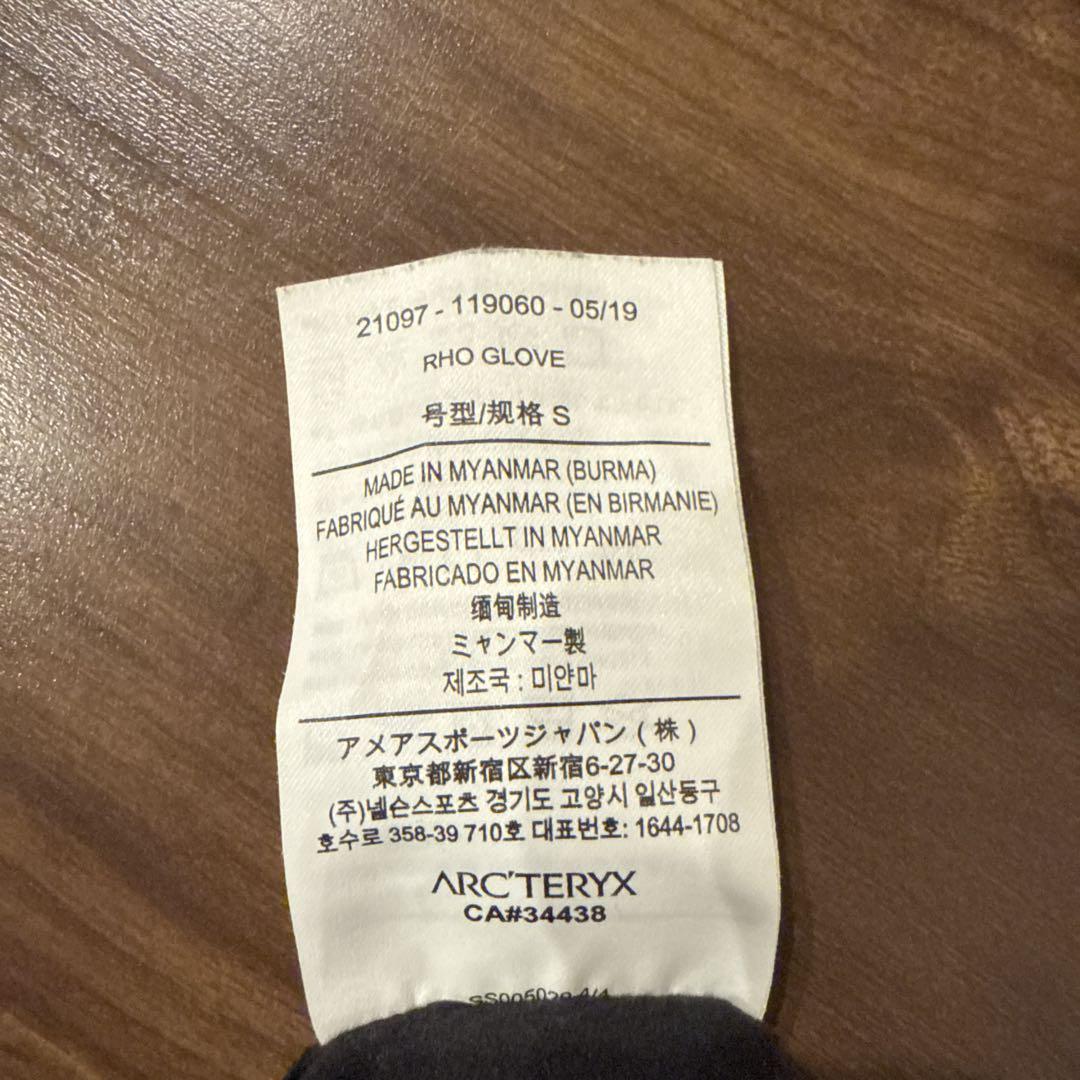 21097 - 119060 - 05/19
RHO GLOVE
号型/规格 S
MADE IN MYANMAR (BURMA)
FABRIQUÉ AU MYANMAR (EN BIRMANIE)
HERGESTELLT IN MYANMAR
FABRICADO EN MYANMAR
缅甸制造
ミャンマー製
제조국 : 미얀마
アメアスポーツジャパン ( 株 )
東京都新宿区新宿6-27-30
(주)넬슨스포츠 경기도 고양시 일산동구
호수로 358-39 710호 대표번호: 1644-1708
ARC'TERYX
CA#34438